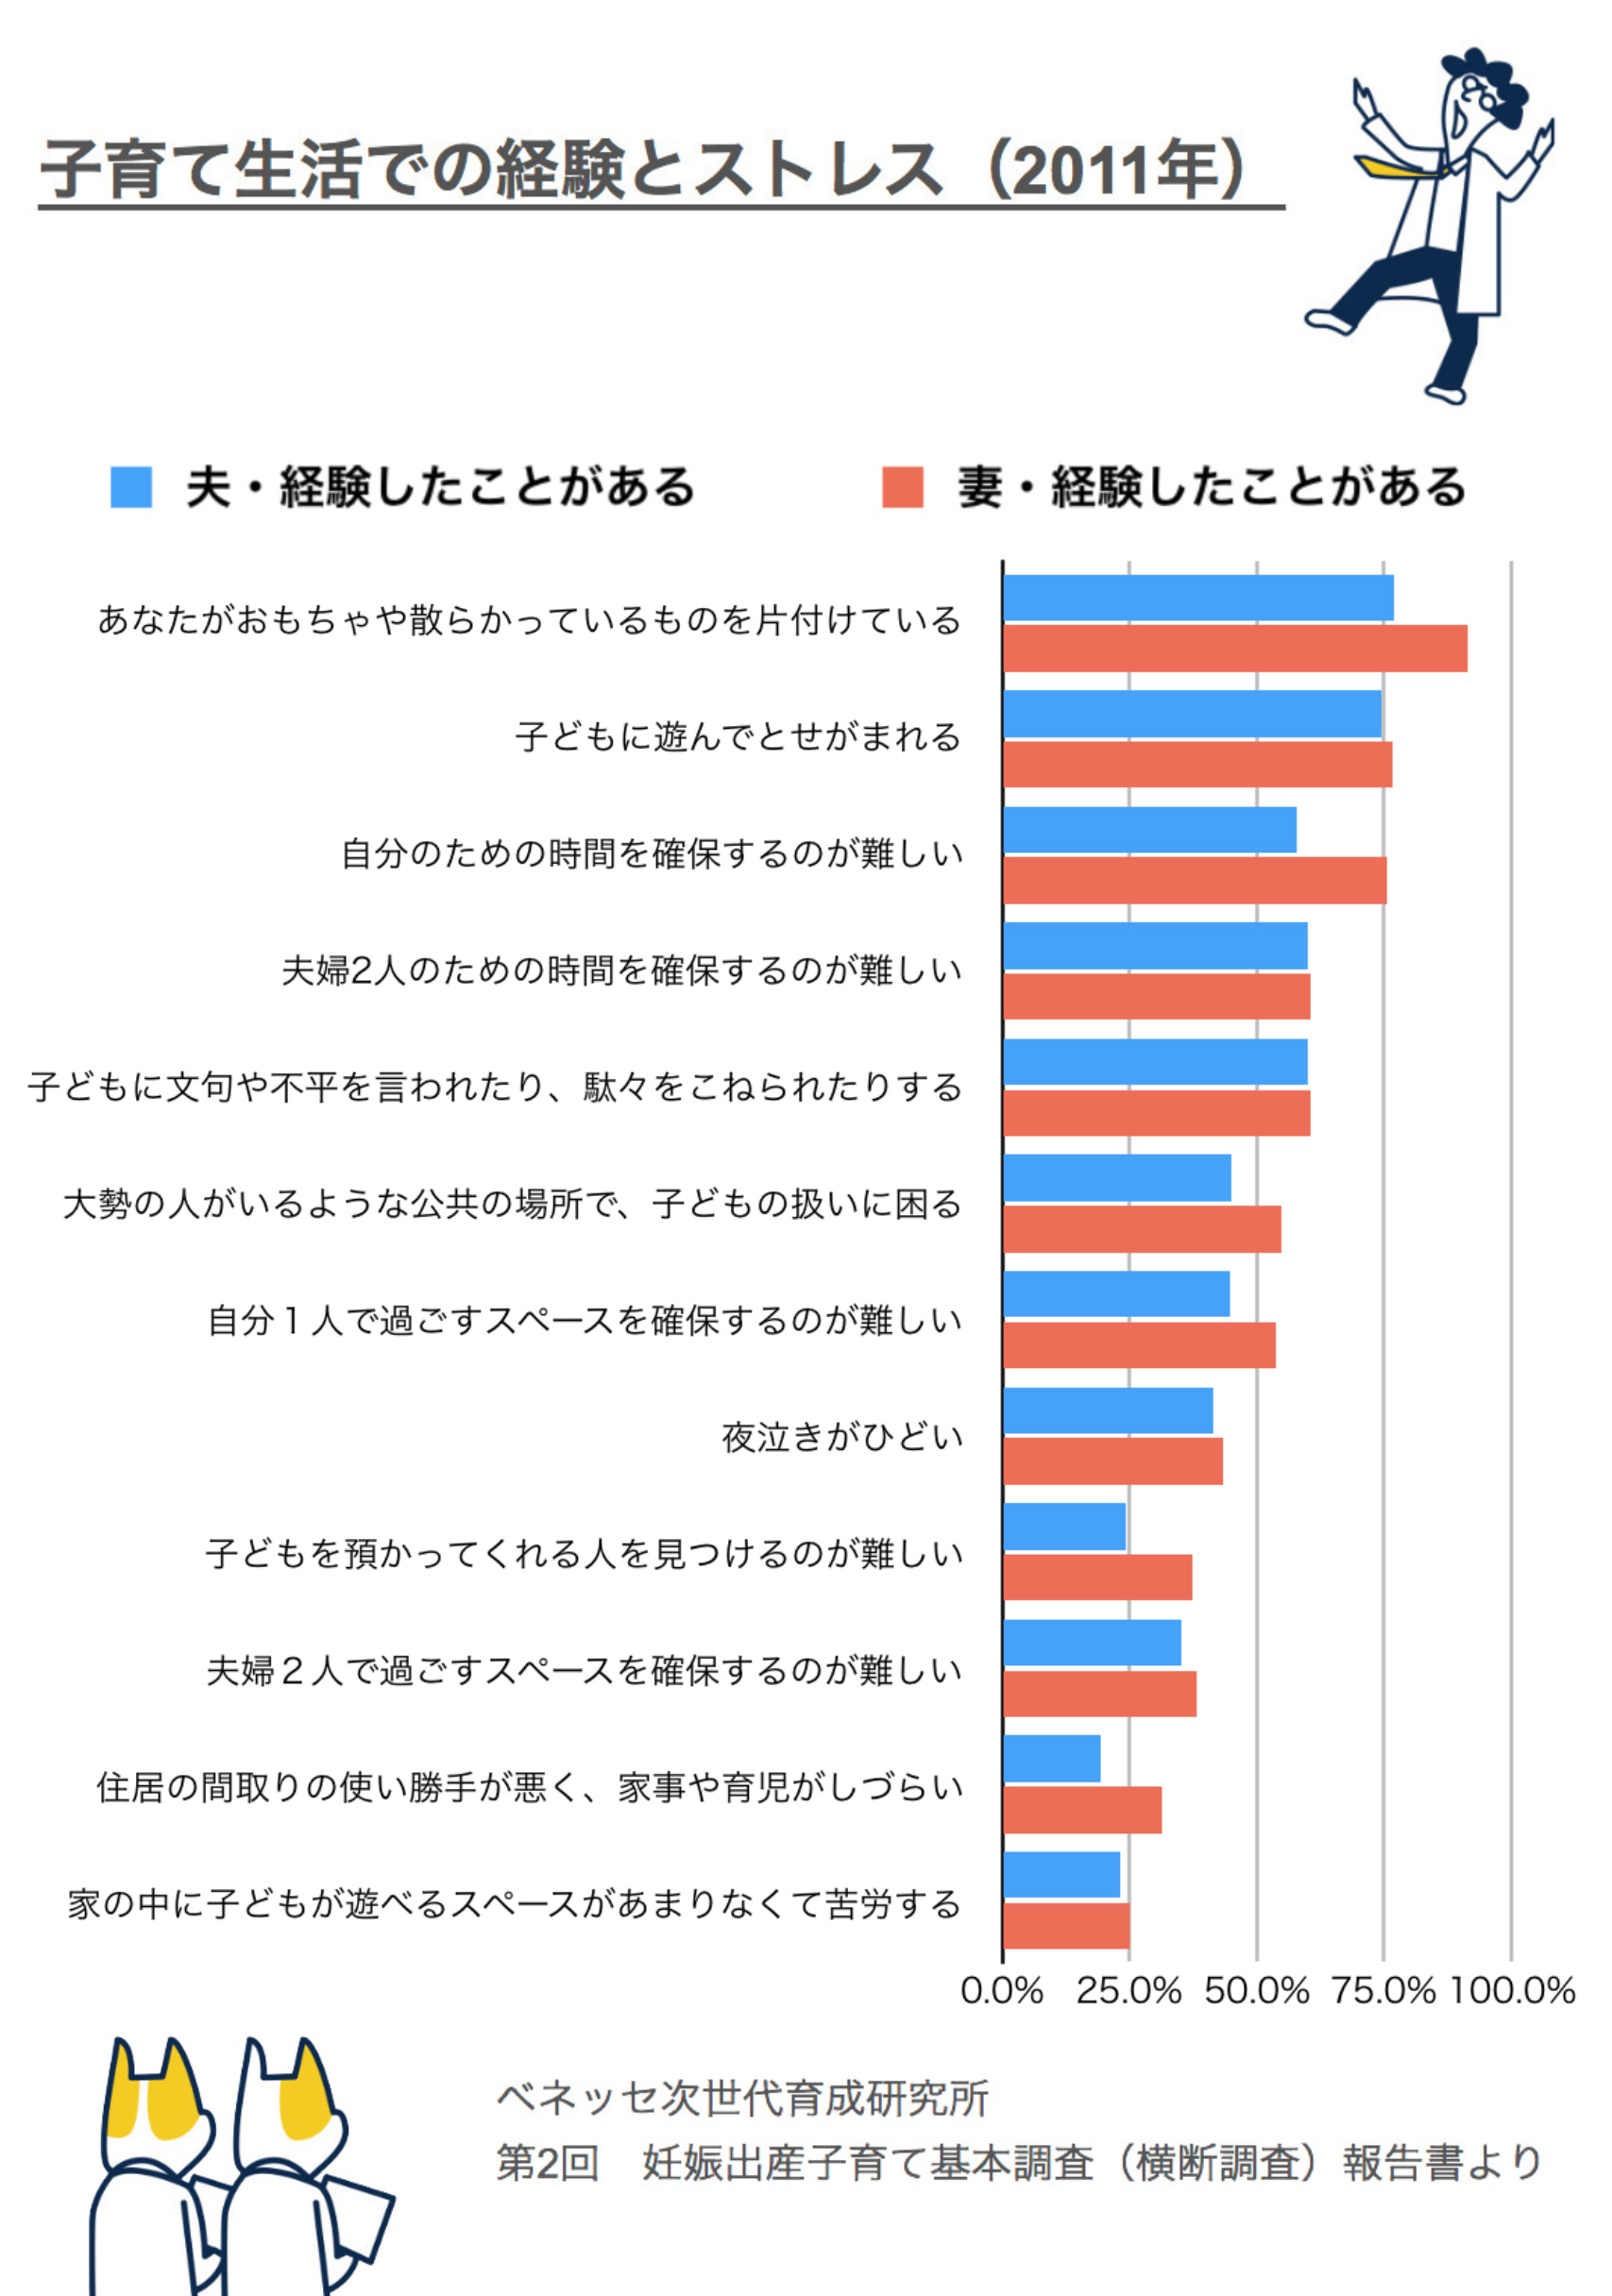 子育て生活での経験とストレス（2011年）
夫・経験したことがある
妻・経験したことがある
あなたがおもちゃや散らかっているものを片付けている
子どもに遊んでとせがまれる
自分のための時間を確保するのが難しい
夫婦2人のための時間を確保するのが難しい
子どもに文句や不平を言われたり、駄々をこねられたりする
大勢の人がいるような公共の場所で、子どもの扱いに困る
自分１人で過ごすスペースを確保するのが難しい
夜泣きがひどい
子どもを預かってくれる人を見つけるのが難しい
夫婦２人で過ごすスペースを確保するのが難しい
住居の間取りの使い勝手が悪く、家事や育児がしづらい
家の中に子どもが遊べるスペースがあまりなくて苦労する
0.0% 25.0% 50.0% 75.0% 100.0%
ベネッセ次世代育成研究所
第2回　妊娠出産子育て基本調査（横断調査）報告書より